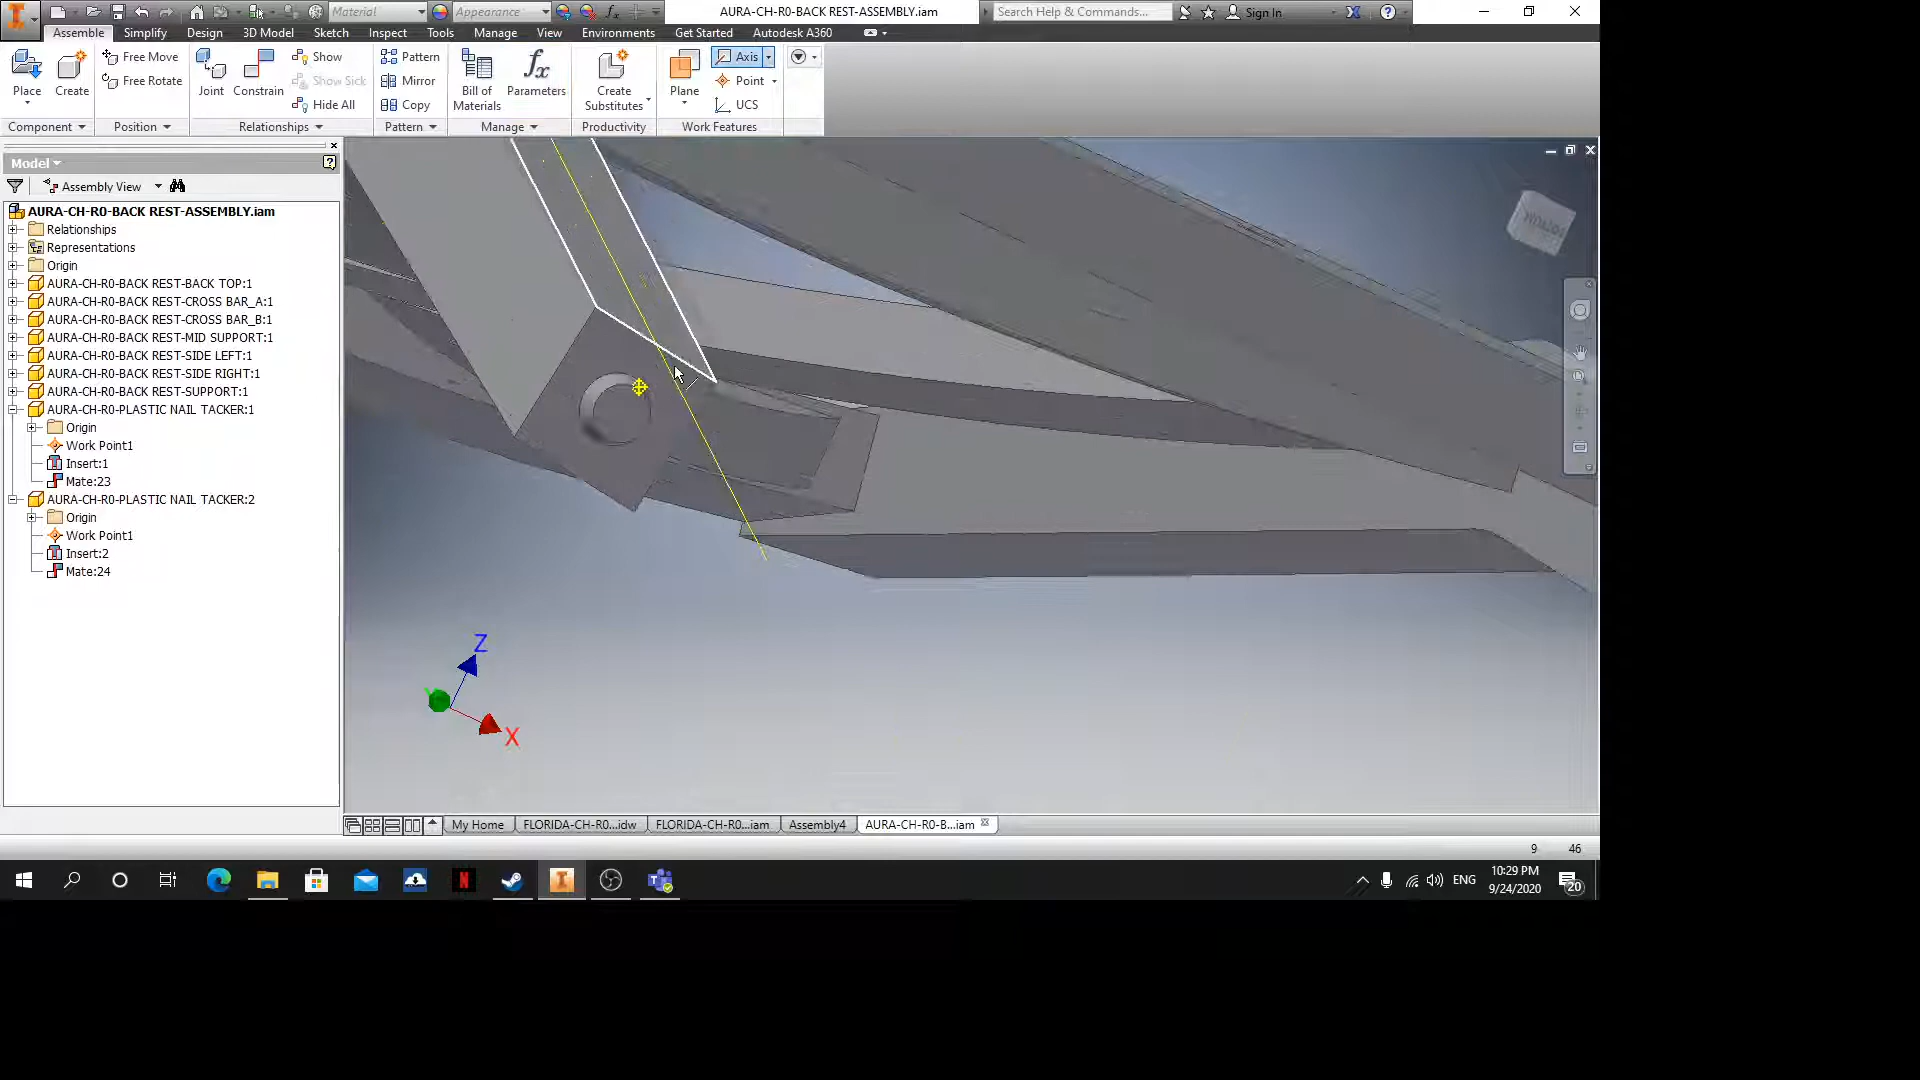 Material
Appearance
AURA-CH-R0-BACK REST-ASSEMBLY.iam
Search Help & Commands...
Sign In
Assemble Simplify Design 3D Model Sketch Inspect Tools Manage View Environments Get Started Autodesk A360
Place
Create
Free Move
Free Rotate
Joint
Constrain
Show
Show Sick
Hide All
Pattern
Mirror
Copy
Bill of Materials
Parameters
Create Substitutes
Plane
Axis
Point
UCS
Component Position Relationships Pattern Manage Productivity Work Features
Model
Assembly View
AURA-CH-R0-BACK REST-ASSEMBLY.iam
Relationships
Representations
Origin
AURA-CH-R0-BACK REST-BACK TOP:1
AURA-CH-R0-BACK REST-CROSS BAR_A:1
AURA-CH-R0-BACK REST-CROSS BAR_B:1
AURA-CH-R0-BACK REST-MID SUPPORT:1
AURA-CH-R0-BACK REST-SIDE LEFT:1
AURA-CH-R0-BACK REST-SIDE RIGHT:1
AURA-CH-R0-BACK REST-SUPPORT:1
AURA-CH-R0-PLASTIC NAIL TACKER:1
Origin
Work Point1
Insert:1
Mate:23
AURA-CH-R0-PLASTIC NAIL TACKER:2
Origin
Work Point1
Insert:2
Mate:24
Z
X
My Home FLORIDA-CH-R0...idw FLORIDA-CH-R0...iam Assembly4 AURA-CH-R0-B...iam
9 46
ENG
10:29 PM
9/24/2020
20